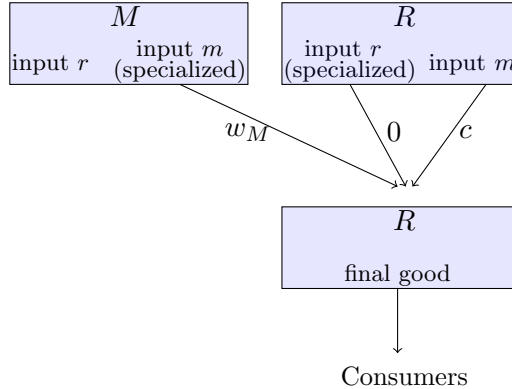 M
R
input r
input m
(specialized)
input r
(specialized)
input m
w_M
0
c
R
final good
Consumers